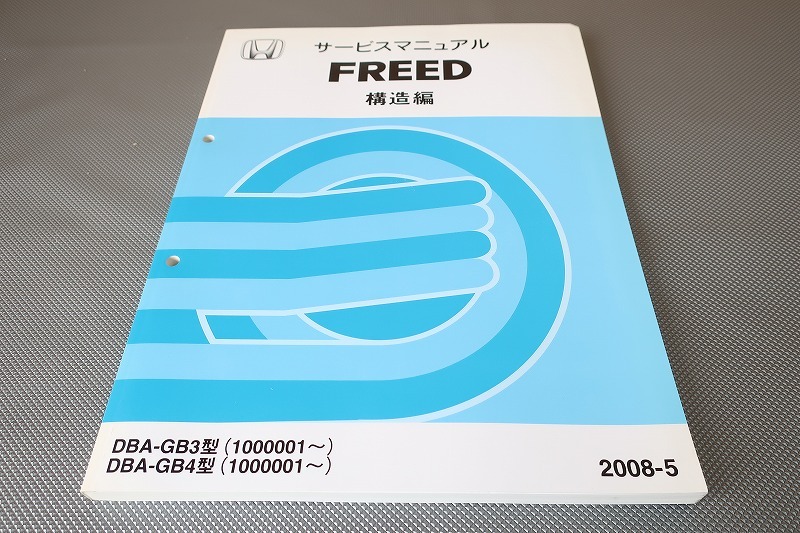 サービスマニュアル
FREED
構造編
DBA-GB3型(1000001～)
DBA-GB4型(1000001～)
2008-5